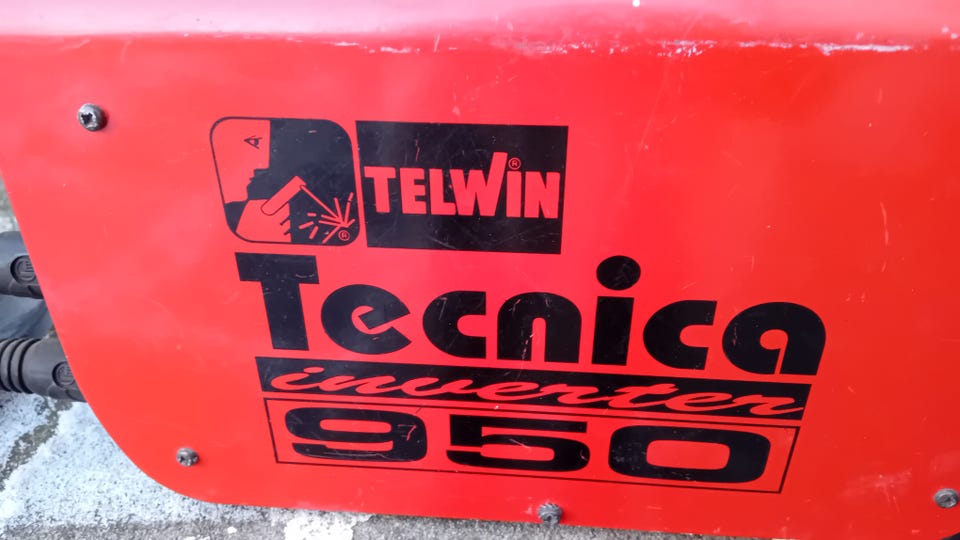 TELWIN®
Tecnica
inverter
950